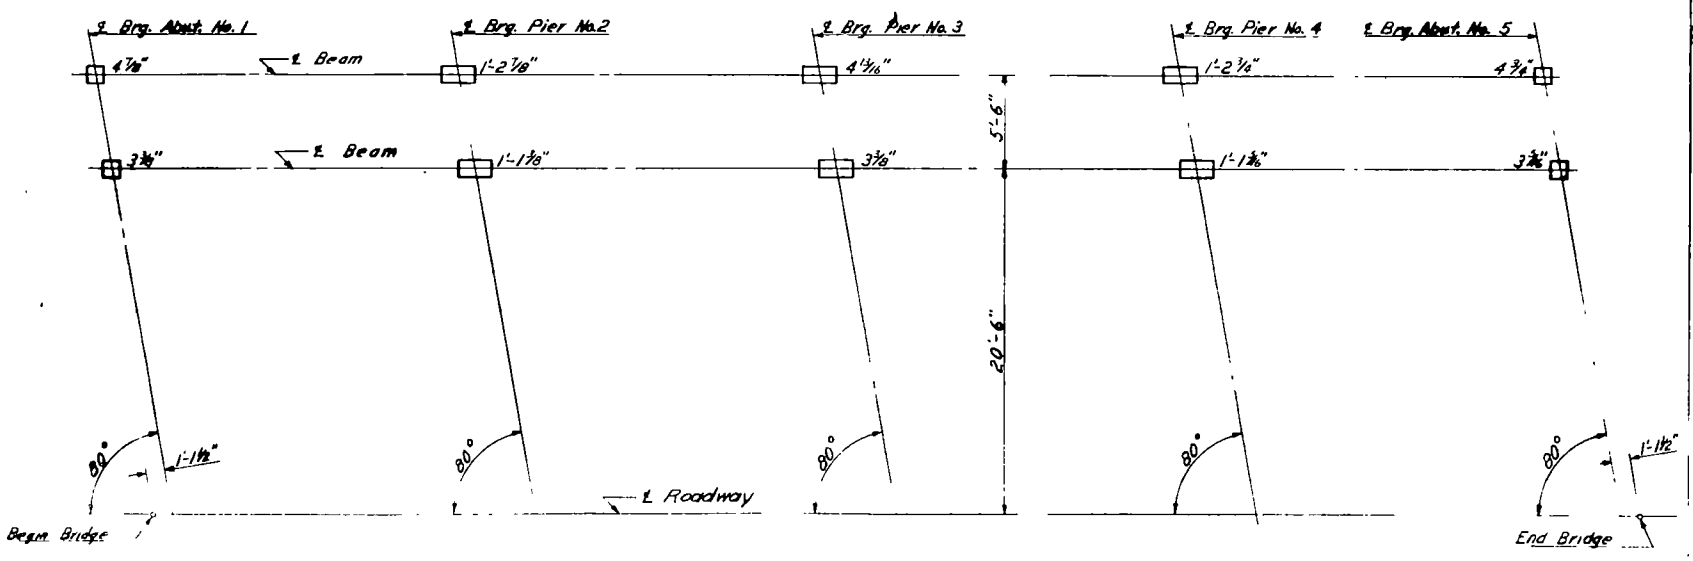 ℄ Brg. Abut. No. 1
℄ Brg. Pier No. 2
℄ Brg. Pier No. 3
℄ Brg. Pier No. 4
℄ Brg. Abut. No. 5
℄ Beam
4 7/8"
1'-2 7/8"
4 13/16"
1'-2 3/4"
4 3/4"
5'-6"
℄ Beam
1'-1 3/8"
3 3/8"
20'-6"
80°
1'-1 1/2"
80°
80°
80°
80°
1'-1 1/2"
℄ Roadway
Begin Bridge
End Bridge